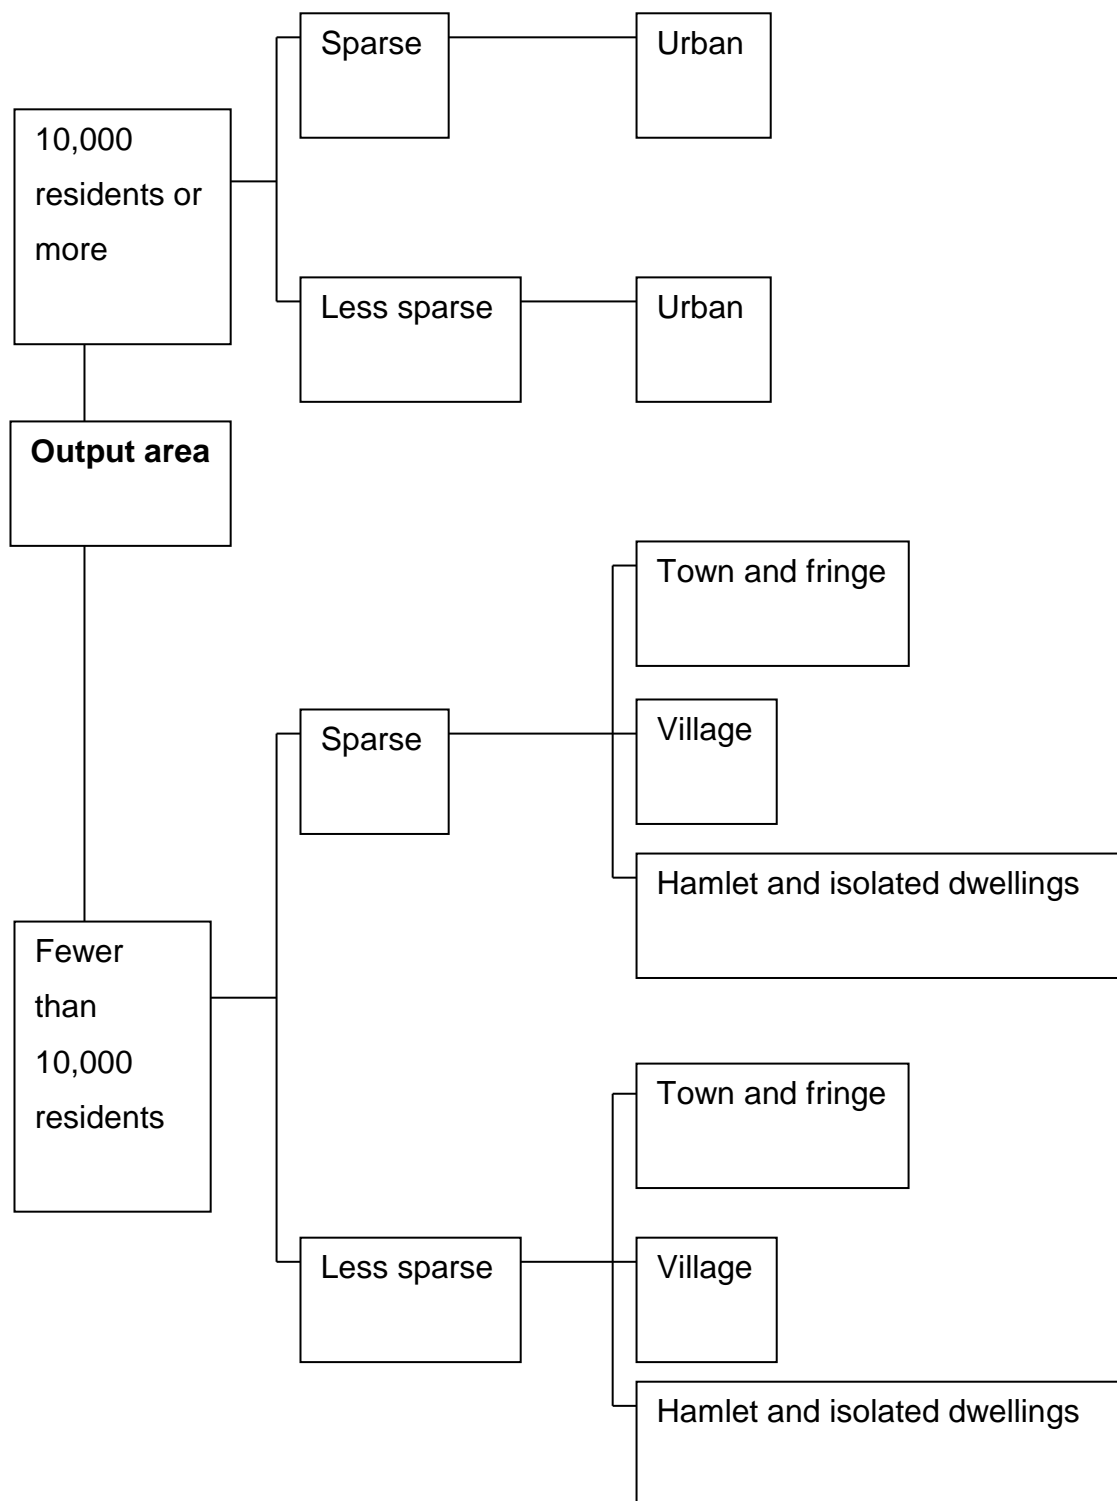 Sparse
Urban
10,000
residents or
more
Less sparse
Urban
Output area
Town and fringe
Sparse
Village
Hamlet and isolated dwellings
Fewer
than
10,000
residents
Town and fringe
Less sparse
Village
Hamlet and isolated dwellings